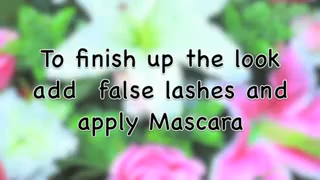 To finish up the look
add  false lashes and
apply Mascara